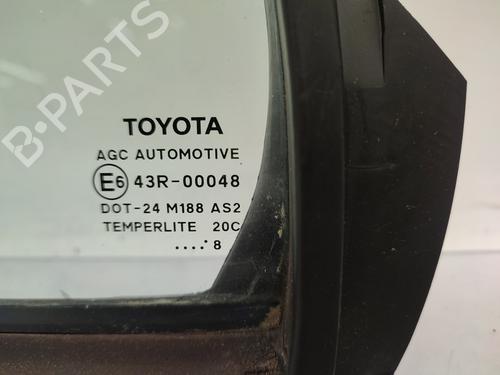 B-PARTS
TOYOTA
AGC AUTOMOTIVE
E6 43R-00048
DOT-24 M188 AS2
TEMPERLITE 20C
....• 8